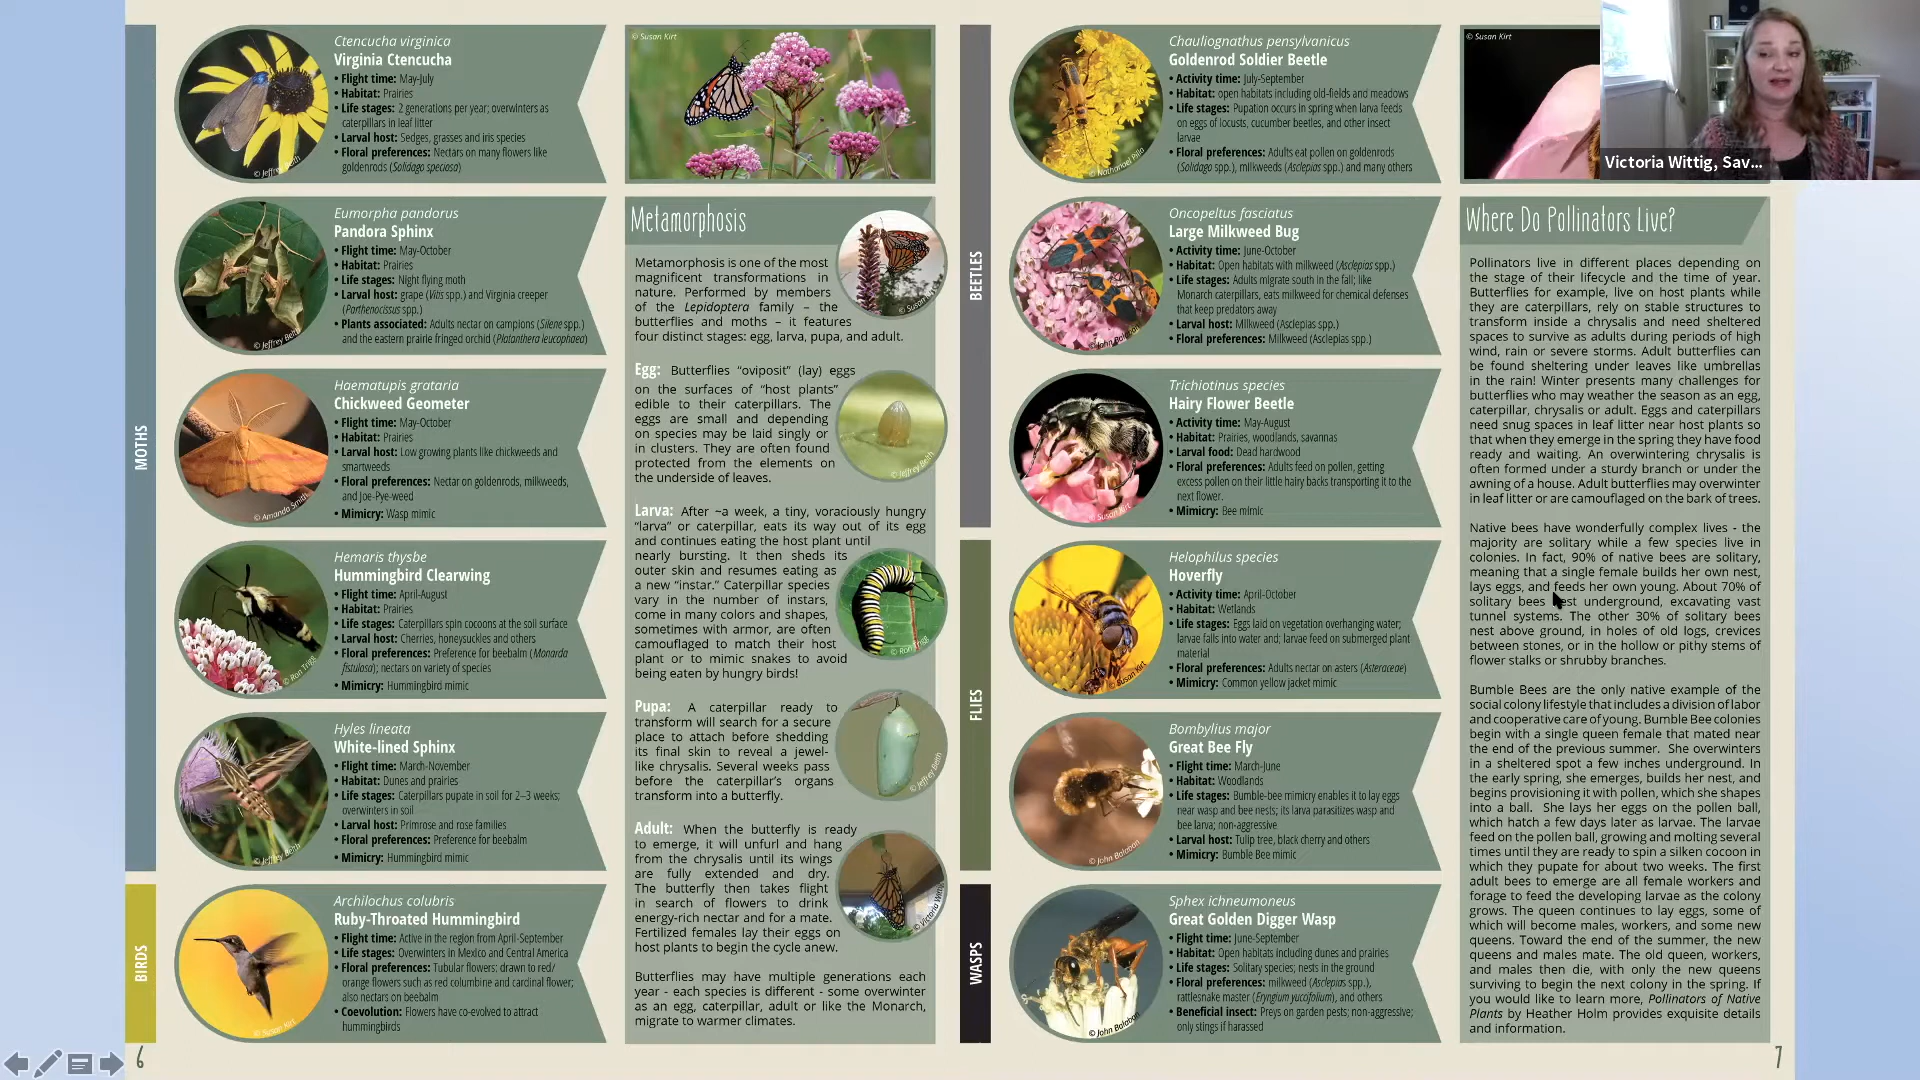 MOTHS
Ctenucha virginica
Virginia Ctencucha
• Flight time: May-July
• Habitat: Prairies
• Life stages: 2 generations per year; overwinters as
caterpillars in leaf litter
• Larval host: Sedges, grasses and iris species
• Floral preferences: Nectars on many flowers like
goldenrods (Solidago speciosa)
© Jeffrey Belth
Eumorpha pandorus
Pandora Sphinx
• Flight time: May-October
• Habitat: Prairies
• Life stages: Night flying moth
• Larval host: grape (Vitis spp.) and Virginia creeper
(Parthenocissus spp.)
• Plants associated: Adults nectar on campions (Silene spp.)
and the eastern prairie fringed orchid (Platanthera leucophaea)
© Jeffrey Belth
Haematupis grataria
Chickweed Geometer
• Flight time: May-October
• Habitat: Prairies
• Larval host: Low growing plants like chickweeds and
smartweeds
• Floral preferences: Nectar on goldenrods, milkweeds,
and Joe-Pye-weed
• Mimicry: Wasp mimic
© Amanda Smith
Hemaris thysbe
Hummingbird Clearwing
• Flight time: April-August
• Habitat: Prairies
• Life stages: Caterpillars spin cocoons at the soil surface
• Larval host: Cherries, honeysuckles and others
• Floral preferences: Preference for beebalm (Monarda
fistulosa); nectars on variety of species
• Mimicry: Hummingbird mimic
© Ron Trigg
Hyles lineata
White-lined Sphinx
• Flight time: March-November
• Habitat: Dunes and prairies
• Life stages: Caterpillars pupate in soil for 2–3 weeks;
overwinters in soil
• Larval host: Primrose and rose families
• Floral preferences: Preference for beebalm
• Mimicry: Hummingbird mimic
© Jeffrey Belth
BIRDS
Archilochus colubris
Ruby-Throated Hummingbird
• Flight time: Active in the region from April-September
• Life stages: Overwinters in Mexico and Central America
• Floral preferences: Tubular flowers; drawn to red/
orange flowers such as red columbine and cardinal flower;
also nectars on beebalm
• Coevolution: Flowers have co-evolved to attract
hummingbirds
© Susan Kirt
6
© Susan Kirt
Metamorphosis
Metamorphosis is one of the most
magnificent transformations in
nature. Performed by members
of the Lepidoptera family – the
butterflies and moths – it features
four distinct stages: egg, larva, pupa, and adult.
Egg: Butterflies "oviposit" (lay) eggs
on the surfaces of "host plants"
edible to their caterpillars. The
eggs are small and depending
on species may be laid singly or
in clusters. They are often found
protected from the elements on
the underside of leaves.
© Jeffrey Belth
Larva: After ~a week, a tiny, voraciously hungry
"larva" or caterpillar, eats its way out of its egg
and continues eating the host plant until
nearly bursting. It then sheds its
outer skin and resumes eating as
a new "instar." Caterpillar species
vary in the number of instars,
come in many colors and shapes,
sometimes with armor, are often
camouflaged to match their host
plant or to mimic snakes to avoid
being eaten by hungry birds!
© Ron Trigg
Pupa: A caterpillar ready to
transform will search for a secure
place to attach before shedding
its final skin to reveal a jewel-
like chrysalis. Several weeks pass
before the caterpillar's organs
transform into a butterfly.
© Jeffrey Belth
Adult: When the butterfly is ready
to emerge, it will unfurl and hang
from the chrysalis until its wings
are fully extended and dry.
The butterfly then takes flight
in search of flowers to drink
energy-rich nectar and for a mate.
Fertilized females lay their eggs on
host plants to begin the cycle anew.
© Victoria Wittig
Butterflies may have multiple generations each
year - each species is different - some overwinter
as an egg, caterpillar, adult or like the Monarch,
migrate to warmer climates.
BEETLES
Chauliognathus pensylvanicus
Goldenrod Soldier Beetle
• Activity time: July-September
• Habitat: open habitats including old-fields and meadows
• Life stages: Pupation occurs in spring when larva feeds
on eggs of locusts, cucumber beetles, and other insect
larvae
• Floral preferences: Adults eat pollen on goldenrods
(Solidago spp.), milkweeds (Asclepias spp.) and many others
Oncopeltus fasciatus
Large Milkweed Bug
• Activity time: June-October
• Habitat: Open habitats with milkweed (Asclepias spp.)
• Life stages: Adults migrate south in the fall; like
Monarch caterpillars, eats milkweed for chemical defenses
that keep predators away
• Larval host: Milkweed (Asclepias spp.)
• Floral preferences: Milkweed (Asclepias spp.)
© John Balaban
Trichiotinus species
Hairy Flower Beetle
• Activity time: May-August
• Habitat: Prairies, woodlands, savannas
• Larval food: Dead hardwood
• Floral preferences: Adults feed on pollen, getting
excess pollen on their little hairy backs transporting it to the
next flower.
• Mimicry: Bee mimic
© Susan Kirt
FLIES
Helophilus species
Hoverfly
• Activity time: April-October
• Habitat: Wetlands
• Life stages: Eggs laid on vegetation overhanging water;
larvae falls into water and; larvae feed on submerged plant
material
• Floral preferences: Adults nectar on asters (Asteraceae)
• Mimicry: Common yellow jacket mimic
© Susan Kirt
Bombylius major
Great Bee Fly
• Flight time: March-June
• Habitat: Woodlands
• Life stages: Bumble-bee mimicry enables it to lay eggs
near wasp and bee nests; its larva parasitizes wasp and
bee larva; non-aggressive
• Larval host: Tulip tree, black cherry and others
• Mimicry: Bumble Bee mimic
© John Balaban
WASPS
Sphex ichneumoneus
Great Golden Digger Wasp
• Flight time: June-September
• Habitat: Open habitats including dunes and prairies
• Life stages: Solitary species; nests in the ground
• Floral preferences: milkweed (Asclepias spp.),
rattlesnake master (Eryngium yuccifolium), and others
• Beneficial insect: Preys on garden pests; non-aggressive;
only stings if harassed
© John Balaban
© Susan Kirt
Victoria Wittig, Sav...
Where Do Pollinators Live?
Pollinators live in different places depending on
the stage of their lifecycle and the time of year.
Butterflies for example, live on host plants while
they are caterpillars, rely on stable structures to
transform inside a chrysalis and need sheltered
spaces to survive as adults during periods of high
wind, rain or severe storms. Adult butterflies can
be found sheltering under leaves like umbrellas
in the rain! Winter presents many challenges for
butterflies who may weather the season as an egg,
caterpillar, chrysalis or adult. Eggs and caterpillars
need snug spaces in leaf litter near host plants so
that when they emerge in the spring they have food
ready and waiting. An overwintering chrysalis is
often formed under a sturdy branch or under the
awning of a house. Adult butterflies may overwinter
in leaf litter or are camouflaged on the bark of trees.
Native bees have wonderfully complex lives - the
majority are solitary while a few species live in
colonies. In fact, 90% of native bees are solitary,
meaning that a single female builds her own nest,
lays eggs, and feeds her own young. About 70% of
solitary bees nest underground, excavating vast
tunnel systems. The other 30% of solitary bees
nest above ground, in holes of old logs, crevices
between stones, or in the hollow or pithy stems of
flower stalks or shrubby branches.
Bumble Bees are the only native example of the
social colony lifestyle that includes a division of labor
and cooperative care of young. Bumble Bee colonies
begin with a single queen female that mated near
the end of the previous summer. She overwinters
in a sheltered spot a few inches underground. In
the early spring, she emerges, builds her nest, and
begins provisioning it with pollen, which she shapes
into a ball. She lays her eggs on the pollen ball,
which hatch a few days later as larvae. The larvae
feed on the pollen ball, growing and molting several
times until they are ready to spin a silken cocoon in
which they pupate for about two weeks. The first
adult bees to emerge are all female workers and
forage to feed the developing larvae as the colony
grows. The queen continues to lay eggs, some of
which will become males, workers, and some new
queens. Toward the end of the summer, the new
queens and males mate. The old queen, workers,
and males then die, with only the new queens
surviving to begin the next colony in the spring. If
you would like to learn more, Pollinators of Native
Plants by Heather Holm provides exquisite details
and information.
7